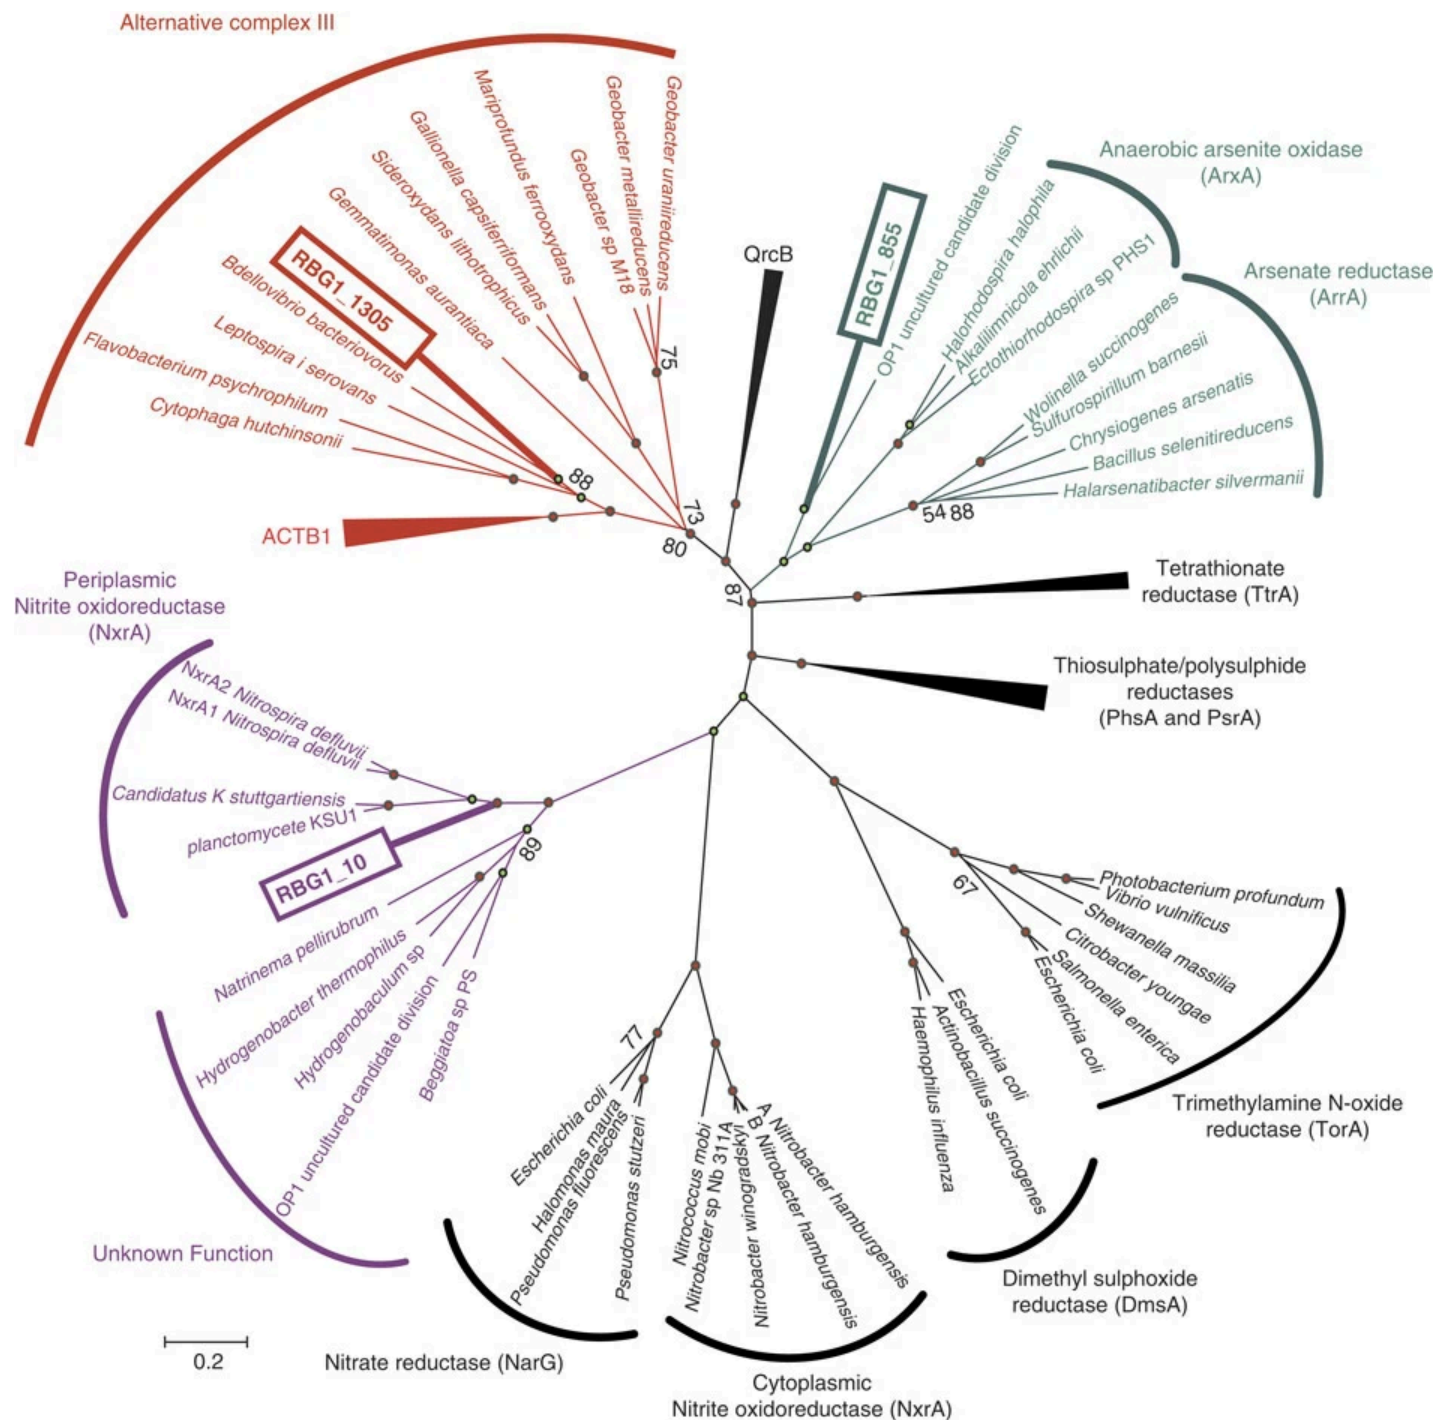 Alternative complex III
Geobacter uraniireducens
Geobacter metallireducens
Geobacter sp M18
Mariprofundus ferrooxydans
Gallionella capsiferriformans
Sideroxydans lithotrophicus
Gemmatimonas aurantiaca
RBG1_1305
Bdellovibrio bacteriovorus
Leptospira i serovans
Flavobacterium psychrophilum
Cytophaga hutchinsonii
ACTB1
75
88
73
80
87
QrcB
RBG1_855
OP1 uncultured candidate division
Anaerobic arsenite oxidase
(ArxA)
Halorhodospira halophila
Alkalilimnicola ehrlichii
Ectothiorhodospira sp PHS1
Arsenate reductase
(ArrA)
Wolinella succinogenes
Sulfurospirillum barnesii
Chrysiogenes arsenatis
Bacillus selenitireducens
Halarsenatibacter silvermanii
54 88
Tetrathionate
reductase (TtrA)
Thiosulphate/polysulphide
reductases
(PhsA and PsrA)
Periplasmic
Nitrite oxidoreductase
(NxrA)
NxrA2 Nitrospira defluvii
NxrA1 Nitrospira defluvii
Candidatus K stuttgartiensis
planctomycete KSU1
RBG1_10
89
Natrinema pellirubrum
Hydrogenobacter thermophilus
Hydrogenobaculum sp
OP1 uncultured candidate division
Beggiatoa sp PS
Unknown Function
77
Escherichia coli
Halomonas maura
Pseudomonas fluorescens
Pseudomonas stutzeri
Nitrate reductase (NarG)
Nitrococcus mobi
Nitrobacter sp Nb 311A
Nitrobacter winogradskyi
B Nitrobacter hamburgensis
A Nitrobacter hamburgensis
Cytoplasmic
Nitrite oxidoreductase (NxrA)
Haemophilus influenza
Actinobacillus succinogenes
Escherichia coli
Dimethyl sulphoxide
reductase (DmsA)
67
Photobacterium profundum
Vibrio vulnificus
Shewanella massilia
Citrobacter youngae
Salmonella enterica
Escherichia coli
Trimethylamine N-oxide
reductase (TorA)
0.2